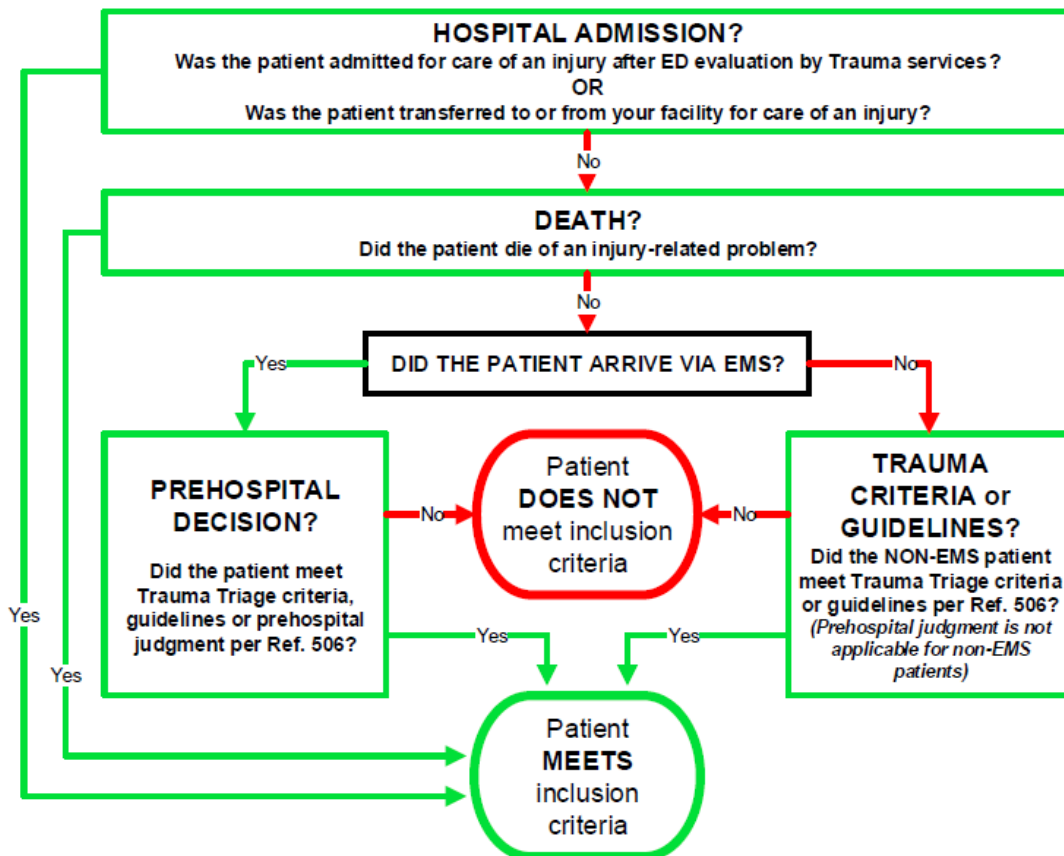 HOSPITAL ADMISSION?
Was the patient admitted for care of an injury after ED evaluation by Trauma services?
OR
Was the patient transferred to or from your facility for care of an injury?
No
DEATH?
Did the patient die of an injury-related problem?
No
DID THE PATIENT ARRIVE VIA EMS?
Yes
No
PREHOSPITAL
DECISION?
Did the patient meet
Trauma Triage criteria,
guidelines or prehospital
judgment per Ref. 506?
No
Patient
DOES NOT
meet inclusion
criteria
No
TRAUMA
CRITERIA or
GUIDELINES?
Did the NON-EMS patient
meet Trauma Triage criteria
or guidelines per Ref. 506?
(Prehospital judgment is not
applicable for non-EMS
patients)
Yes
Yes
Yes
Yes
Patient
MEETS
inclusion
criteria